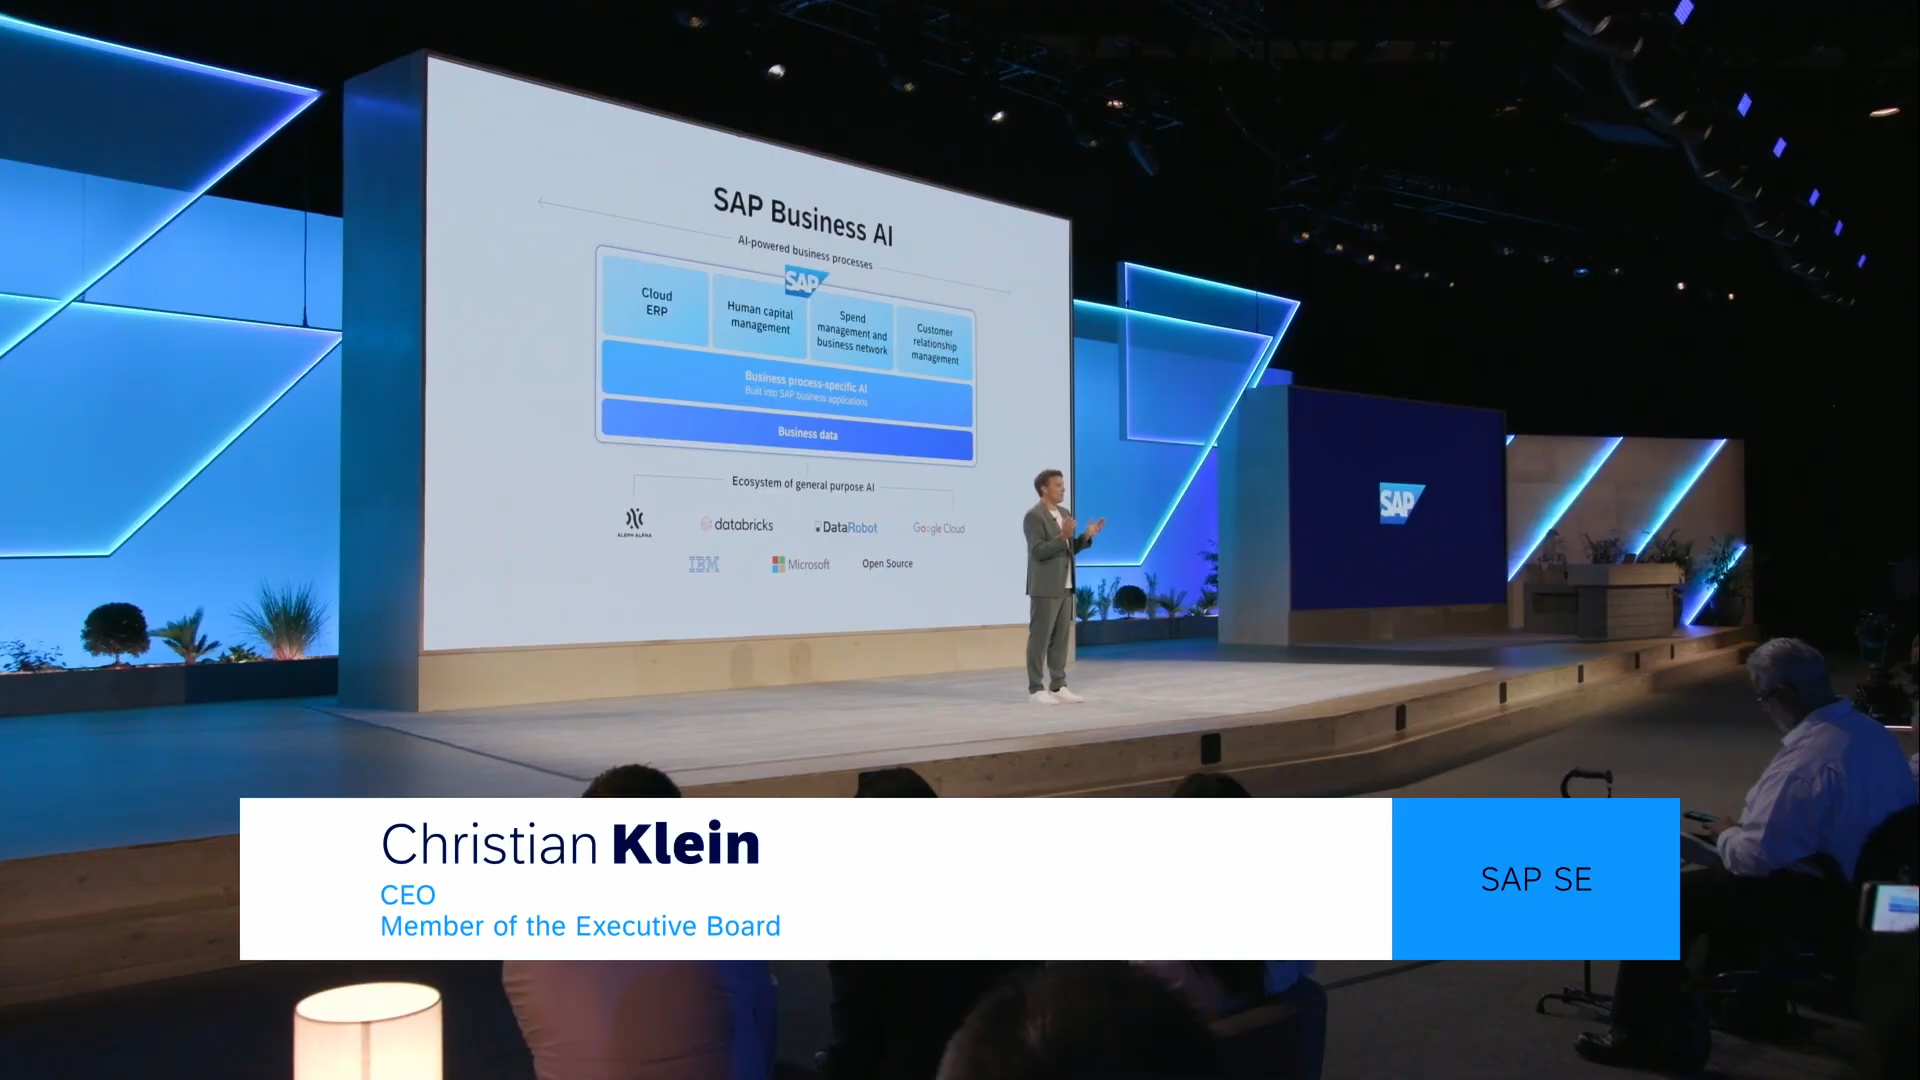 SAP Business AI
AI-powered business processes
SAP
Cloud
ERP
Human capital
management
Spend
management and
business network
Customer
relationship
management
Business process-specific AI
Built into SAP business applications
Business data
Ecosystem of general purpose AI
ALEPH ALPHA
databricks
DataRobot
Google Cloud
IBM
Microsoft
Open Source
SAP
Christian Klein
CEO
Member of the Executive Board
SAP SE